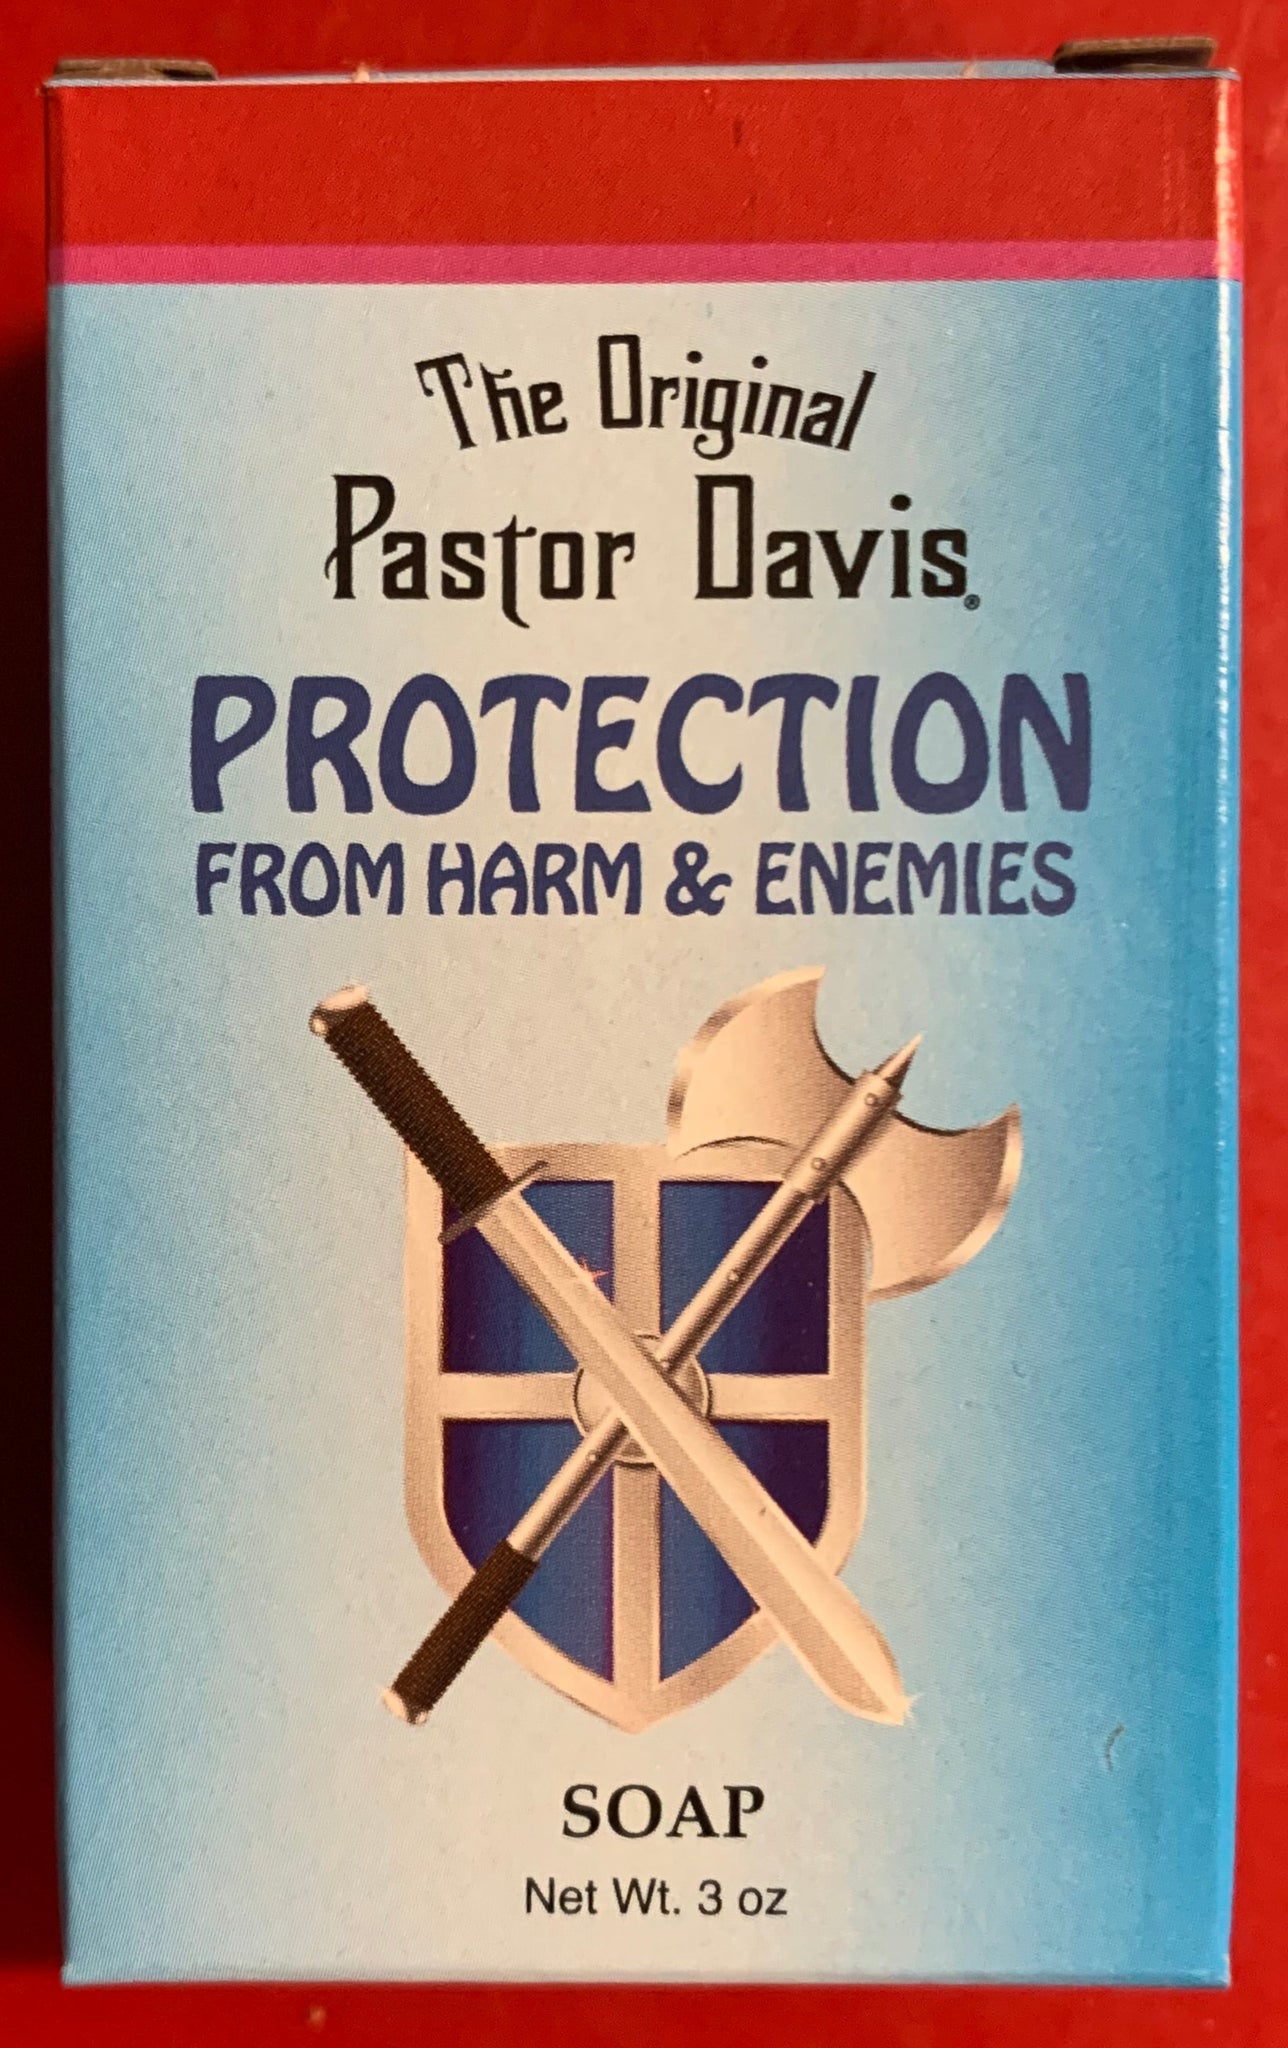 The Original
Pastor Davis®
PROTECTION
FROM HARM & ENEMIES
SOAP
Net Wt. 3 oz